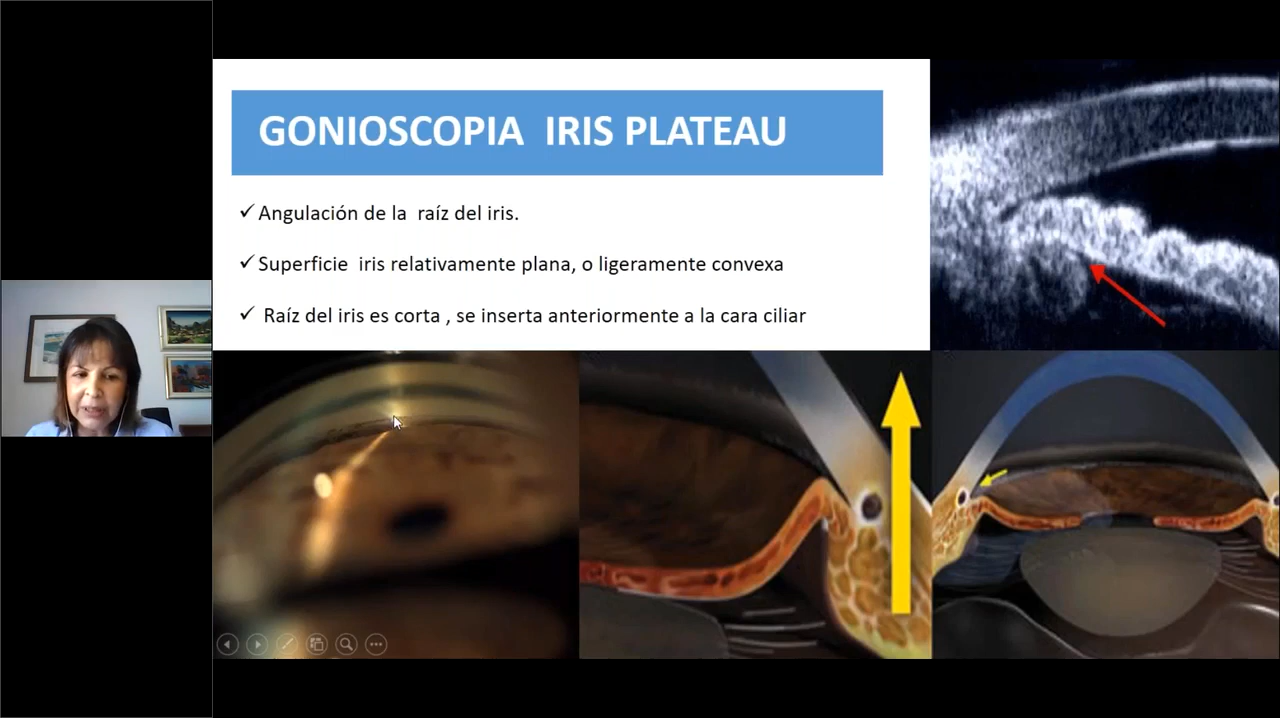 GONIOSCOPIA IRIS PLATEAU
✓ Angulación de la raíz del iris.
✓ Superficie iris relativamente plana, o ligeramente convexa
✓ Raíz del iris es corta , se inserta anteriormente a la cara ciliar